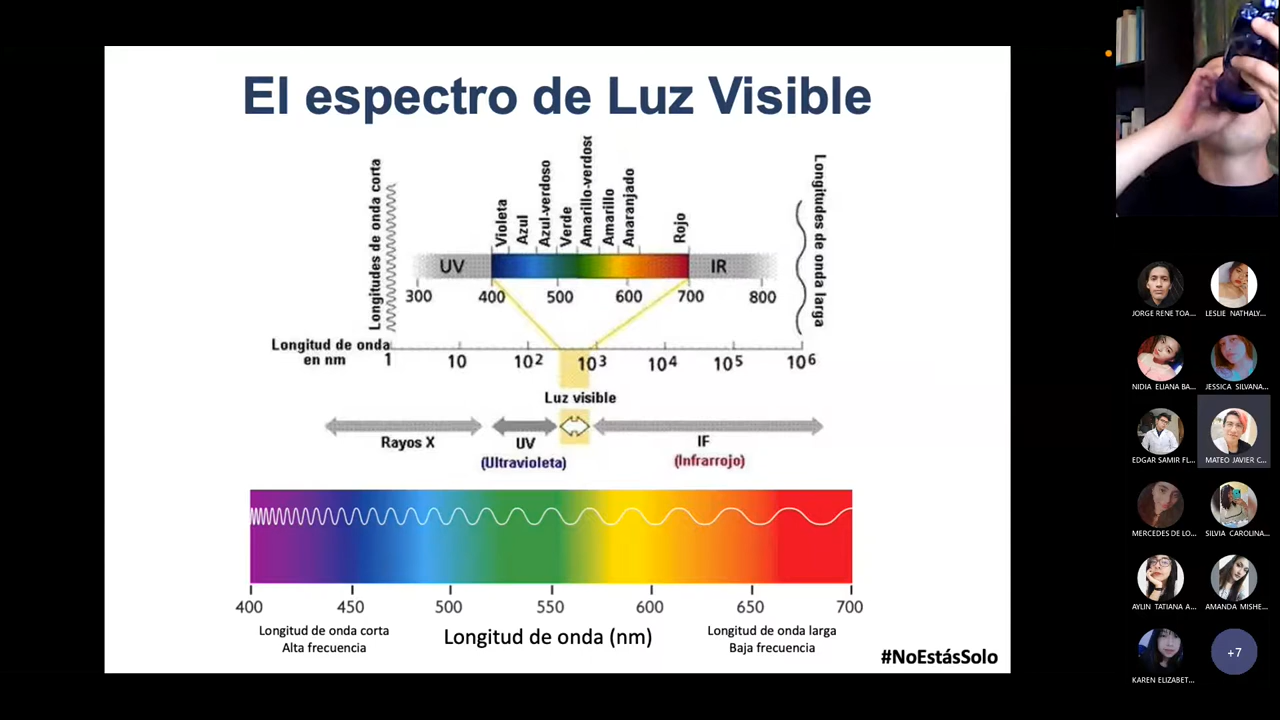 El espectro de Luz Visible
Longitudes de onda corta
Violeta
Azul
Azul-verdoso
Verde
Amarillo-verdoso
Amarillo
Anaranjado
Rojo
Longitudes de onda larga
UV
IR
300 400 500 600 700 800
Longitud de onda
en nm
1 10 10² 10³ 10⁴ 10⁵ 10⁶
Luz visible
Rayos X
UV
(Ultravioleta)
IF
(Infrarrojo)
400 450 500 550 600 650 700
Longitud de onda corta
Alta frecuencia
Longitud de onda (nm)
Longitud de onda larga
Baja frecuencia
#NoEstásSolo
JORGE RENE TOA...
LESLIE NATHALY...
NIDIA ELIANA BA...
JESSICA SILVANA...
EDGAR SAMIR FL...
MATEO JAVIER C...
MERCEDES DE LO...
SILVIA CAROLINA...
AYLIN TATIANA A...
AMANDA MISHE...
KAREN ELIZABET...
+7